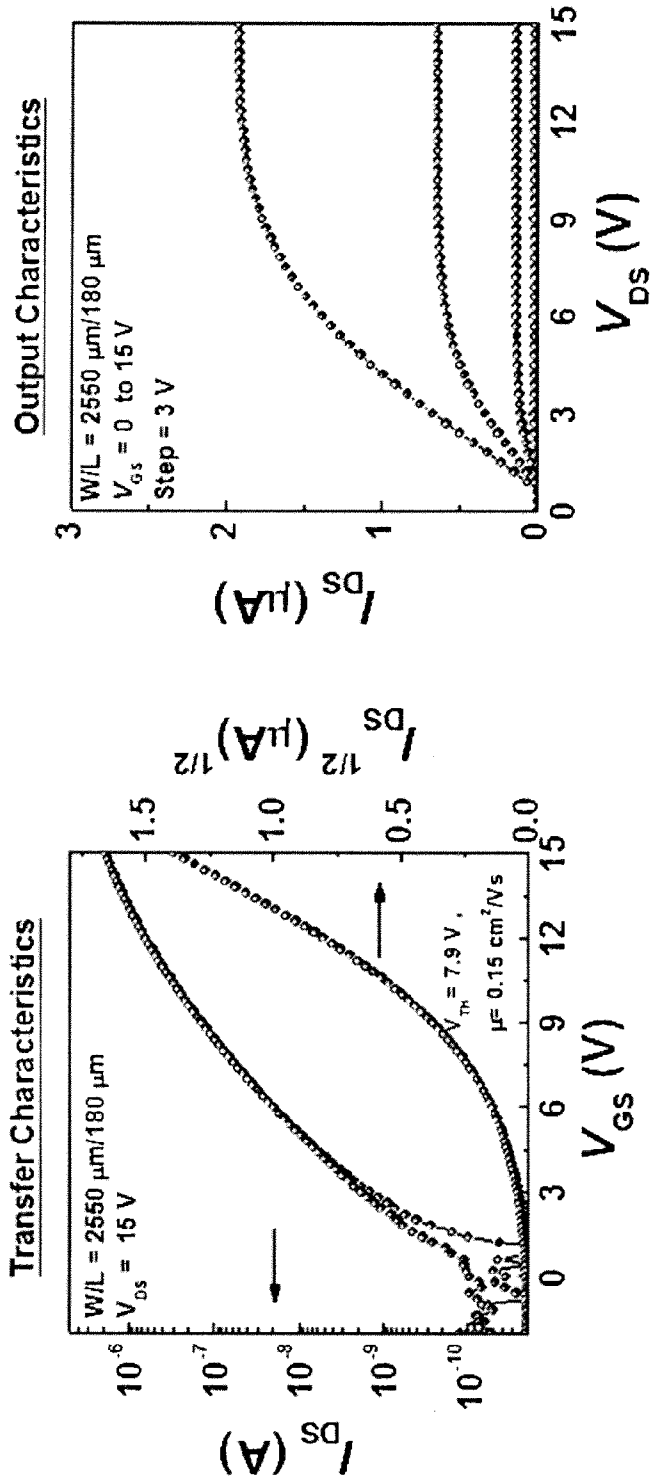 Transfer Characteristics
W/L = 2550 µm/180 µm
V_DS = 15 V
V_TH = 7.9 V ,
µ= 0.15 cm²/Vs
10⁻⁶
10⁻⁷
10⁻⁸
10⁻⁹
10⁻¹⁰
I_DS (A)
0 3 6 9 12 15
V_GS (V)
1.5
1.0
0.5
0.0
I_DS^1/2 (µA)^1/2
Output Characteristics
W/L = 2550 µm/180 µm
V_GS = 0 to 15 V
Step = 3 V
3
2
1
0
I_DS (µA)
0 3 6 9 12 15
V_DS (V)